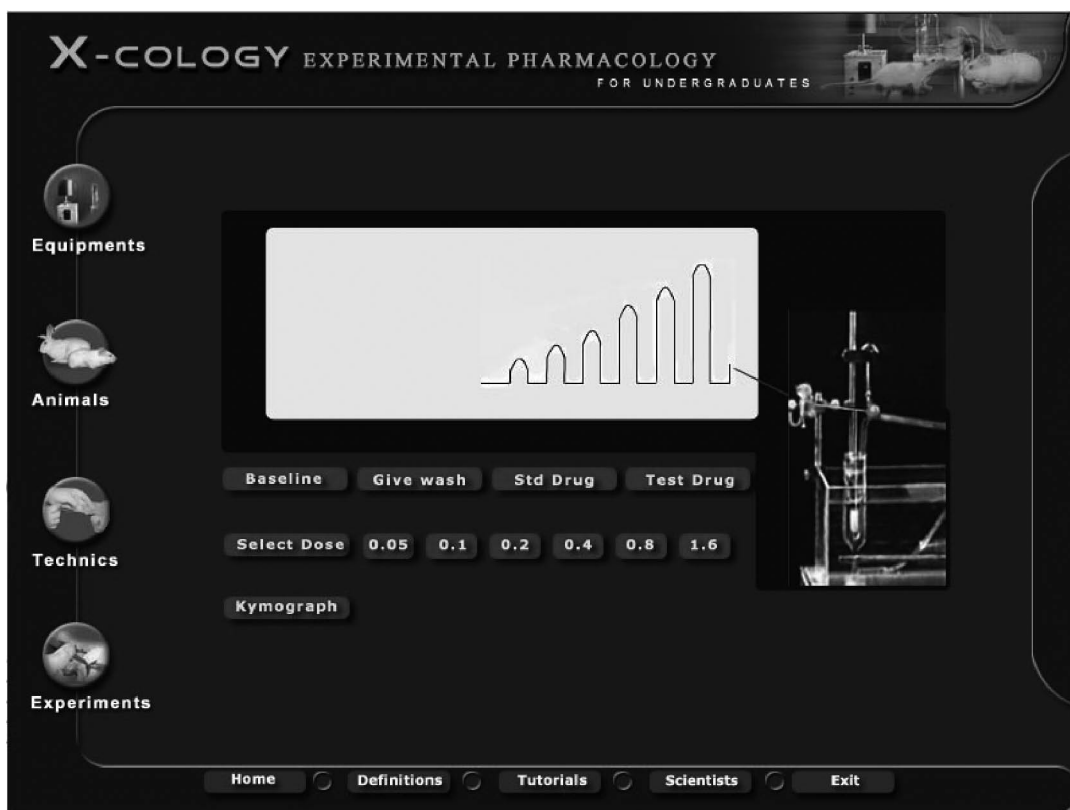 X-COLOGY EXPERIMENTAL PHARMACOLOGY
FOR UNDERGRADUATES
Equipments
Animals
Technics
Experiments
Baseline Give wash Std Drug Test Drug
Select Dose 0.05 0.1 0.2 0.4 0.8 1.6
Kymograph
Home Definitions Tutorials Scientists Exit